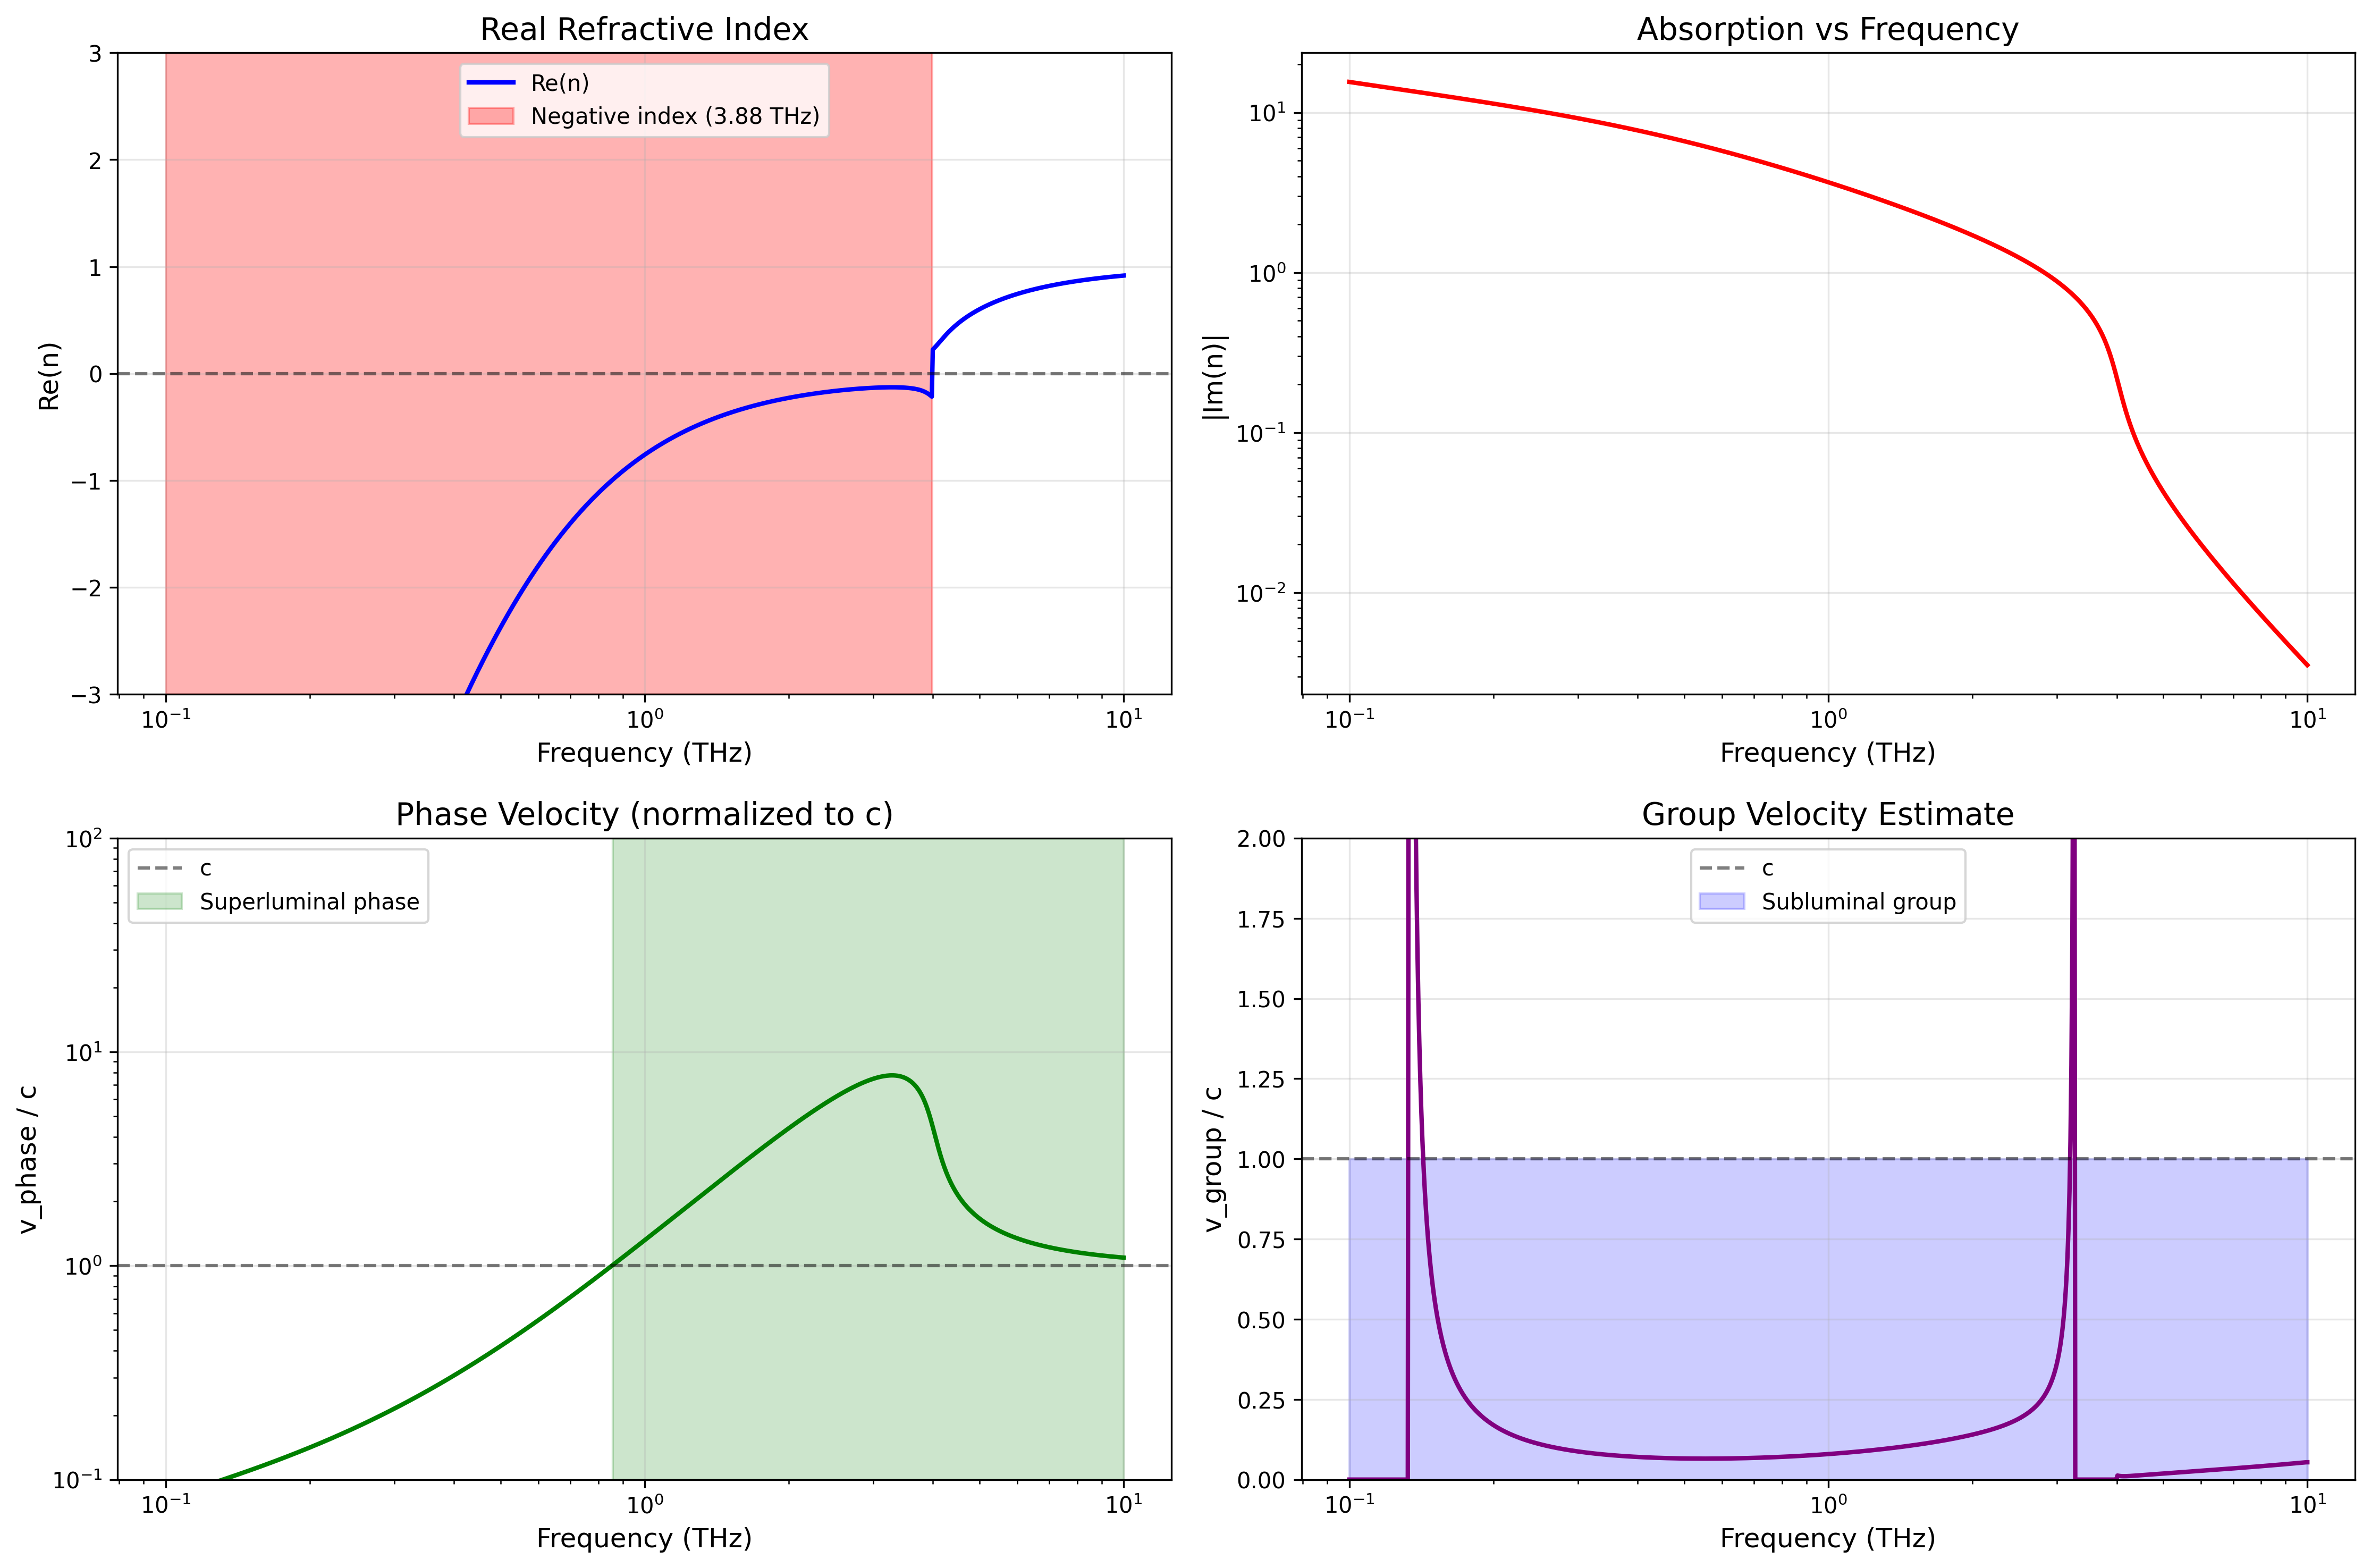 Real Refractive Index
Re(n)
Negative index (3.88 THz)
3
2
1
0
−1
−2
−3
Re(n)
10⁻¹
10⁰
10¹
Frequency (THz)
Absorption vs Frequency
10¹
10⁰
10⁻¹
10⁻²
|Im(n)|
10⁻¹
10⁰
10¹
Frequency (THz)
Phase Velocity (normalized to c)
c
Superluminal phase
10²
10¹
10⁰
10⁻¹
v_phase / c
10⁻¹
10⁰
10¹
Frequency (THz)
Group Velocity Estimate
c
Subluminal group
2.00
1.75
1.50
1.25
1.00
0.75
0.50
0.25
0.00
v_group / c
10⁻¹
10⁰
10¹
Frequency (THz)